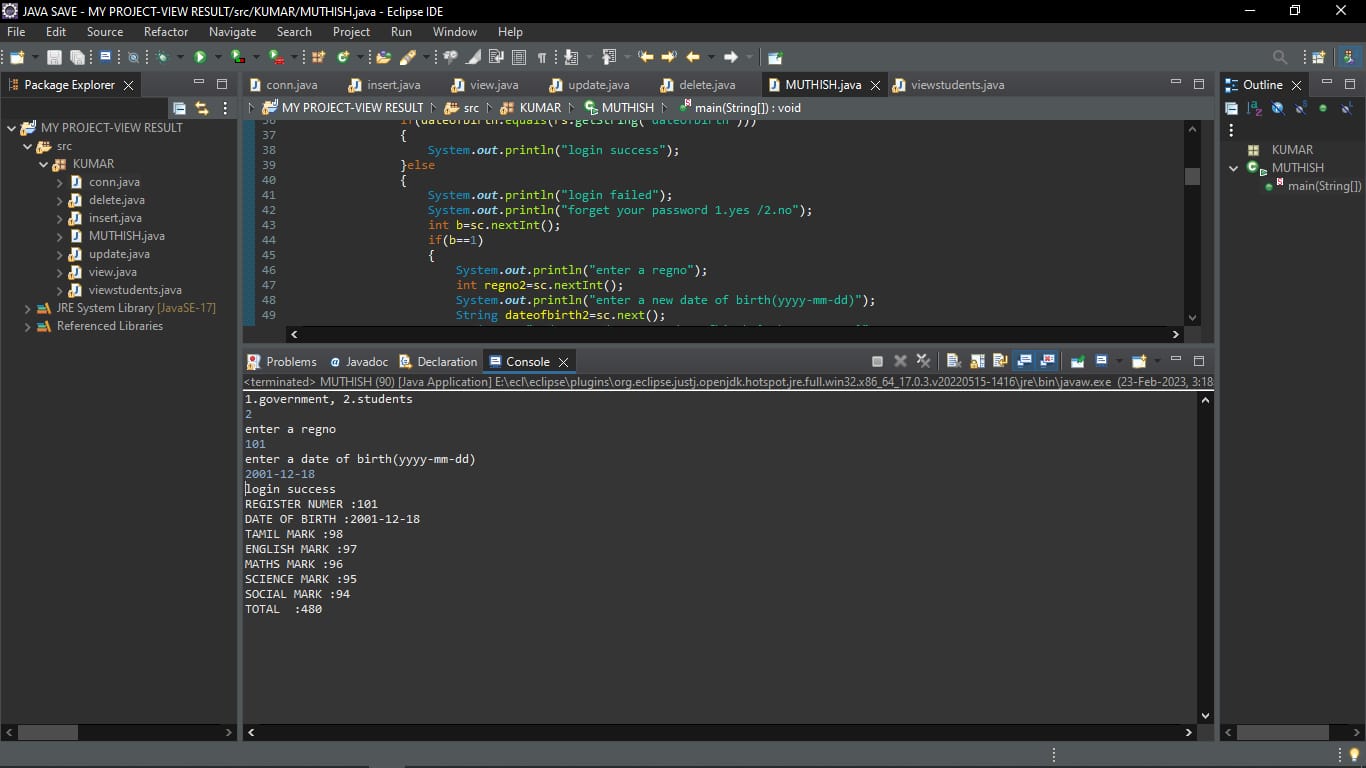 JAVA SAVE - MY PROJECT-VIEW RESULT/src/KUMAR/MUTHISH.java - Eclipse IDE
File Edit Source Refactor Navigate Search Project Run Window Help
Package Explorer
MY PROJECT-VIEW RESULT
src
KUMAR
conn.java
delete.java
insert.java
MUTHISH.java
update.java
view.java
viewstudents.java
JRE System Library [JavaSE-17]
Referenced Libraries
conn.java insert.java view.java update.java delete.java MUTHISH.java viewstudents.java
MY PROJECT-VIEW RESULT src KUMAR MUTHISH main(String[]) : void
36 if(dateofbirth.equals(rs.getString("dateofbirth")))
37 {
38 System.out.println("login success");
39 }else
40 {
41 System.out.println("login failed");
42 System.out.println("forget your password 1.yes /2.no");
43 int b=sc.nextInt();
44 if(b==1)
45 {
46 System.out.println("enter a regno");
47 int regno2=sc.nextInt();
48 System.out.println("enter a new date of birth(yyyy-mm-dd)");
49 String dateofbirth2=sc.next();
Problems Javadoc Declaration Console
<terminated> MUTHISH (90) [Java Application] E:\ecl\eclipse\plugins\org.eclipse.justj.openjdk.hotspot.jre.full.win32.x86_64_17.0.3.v20220515-1416\jre\bin\javaw.exe (23-Feb-2023, 3:18
1.government, 2.students
2
enter a regno
101
enter a date of birth(yyyy-mm-dd)
2001-12-18
login success
REGISTER NUMER :101
DATE OF BIRTH :2001-12-18
TAMIL MARK :98
ENGLISH MARK :97
MATHS MARK :96
SCIENCE MARK :95
SOCIAL MARK :94
TOTAL  :480
Outline
KUMAR
MUTHISH
main(String[])